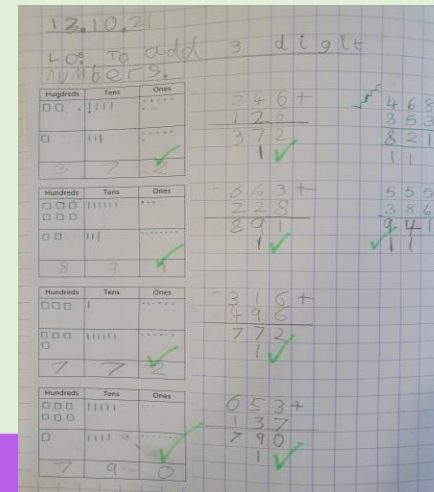 13.10.21
LO: To add 3 digit
numbers.
Hundreds Tens Ones
3 7 2
246+
372
1
468
353
821
11
Hundreds Tens Ones
8 9 1
663+
228
891
1
555
386
941
11
Hundreds Tens Ones
7 7 2
316+
772
1
Hundreds Tens Ones
7 9 0
653+
137
790
1